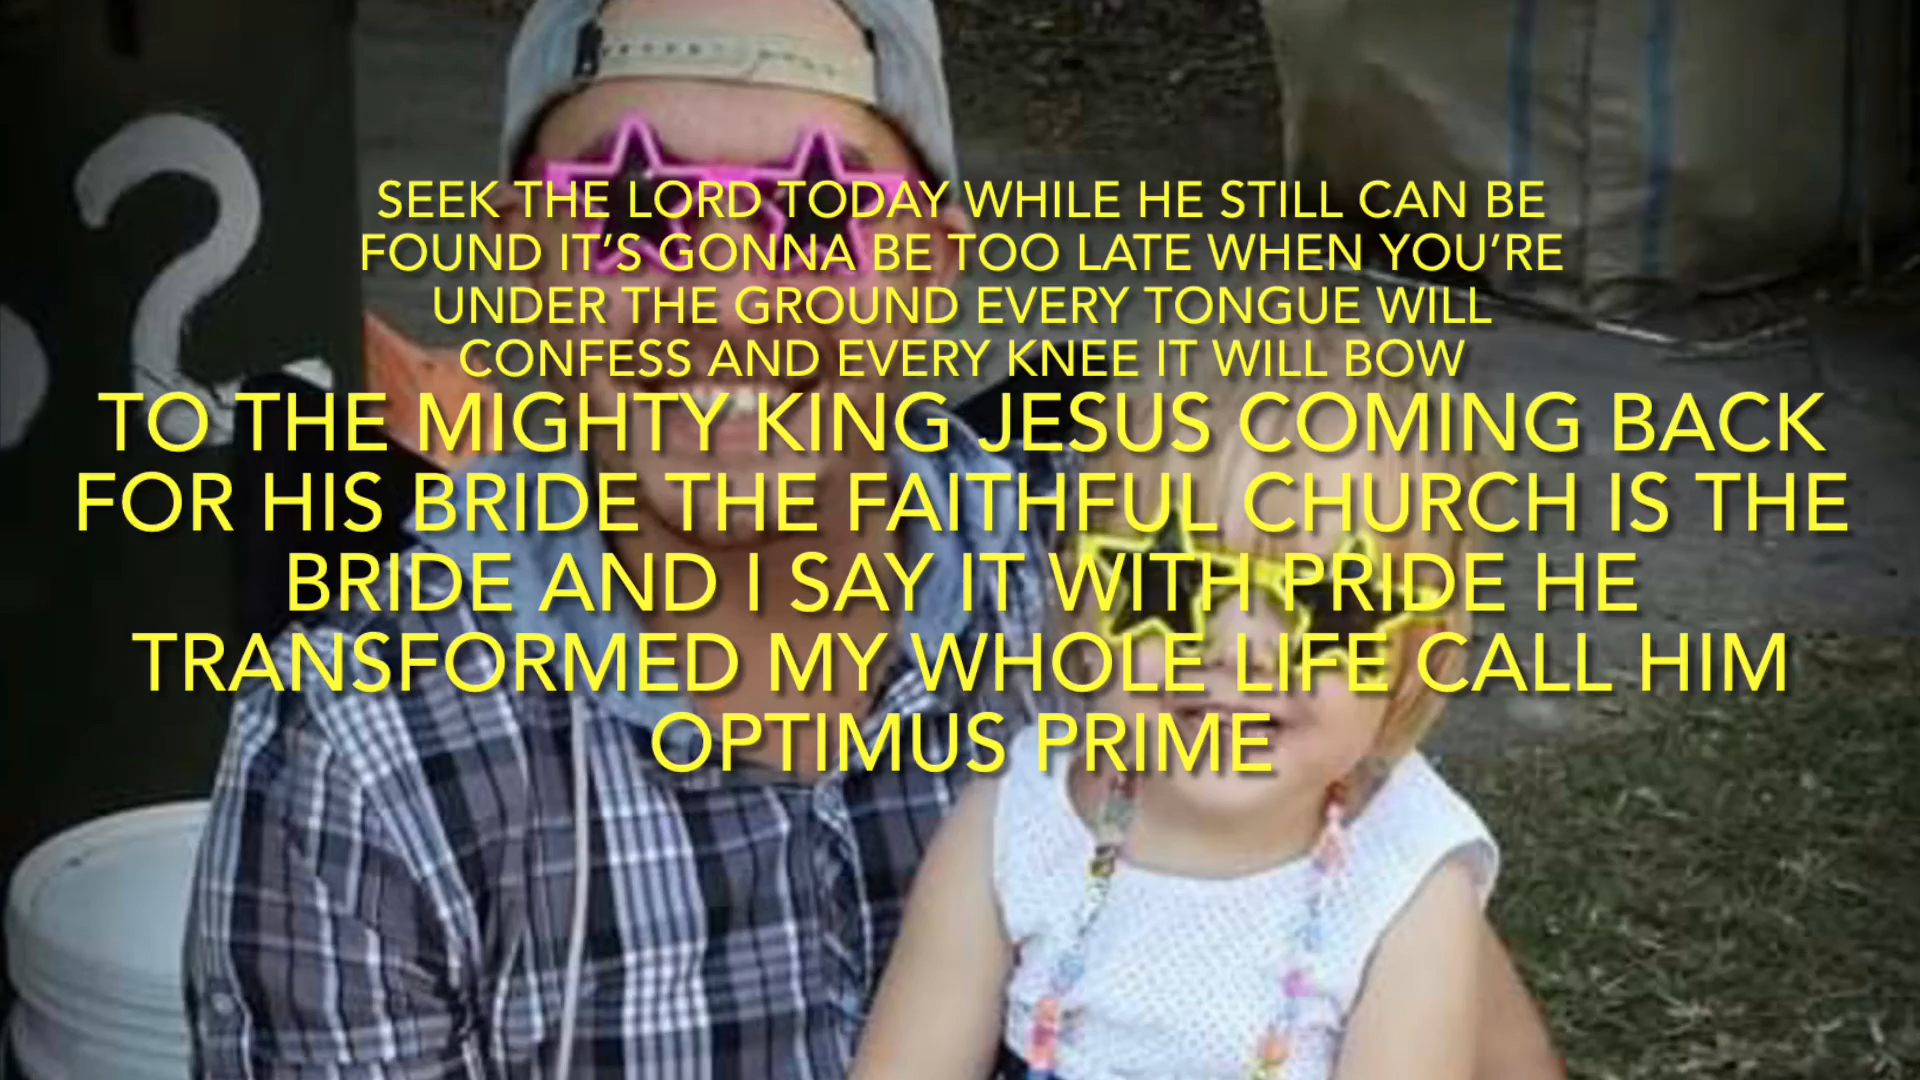 SEEK THE LORD TODAY WHILE HE STILL CAN BE
FOUND IT’S GONNA BE TOO LATE WHEN YOU’RE
UNDER THE GROUND EVERY TONGUE WILL
CONFESS AND EVERY KNEE IT WILL BOW
TO THE MIGHTY KING JESUS COMING BACK
FOR HIS BRIDE THE FAITHFUL CHURCH IS THE
BRIDE AND I SAY IT WITH PRIDE HE
TRANSFORMED MY WHOLE LIFE CALL HIM
OPTIMUS PRIME